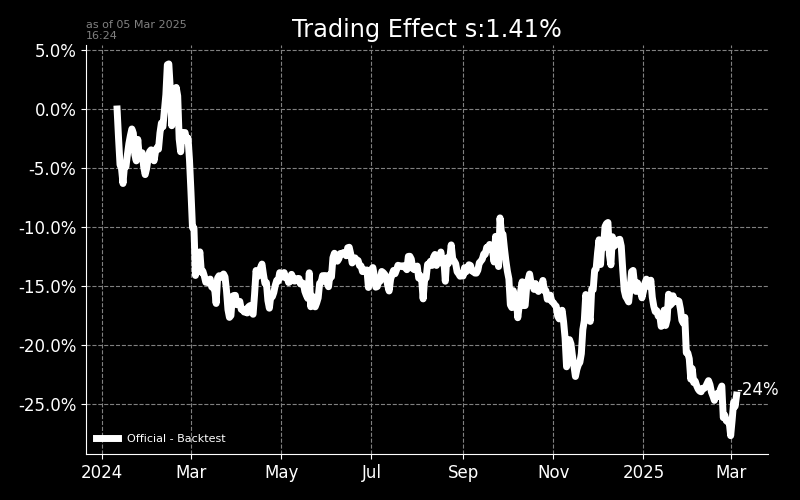 as of 05 Mar 2025
16:24
Trading Effect s:1.41%
5.0%
0.0%
-5.0%
-10.0%
-15.0%
-20.0%
-25.0%
-24%
Official - Backtest
2024 Mar May Jul Sep Nov 2025 Mar